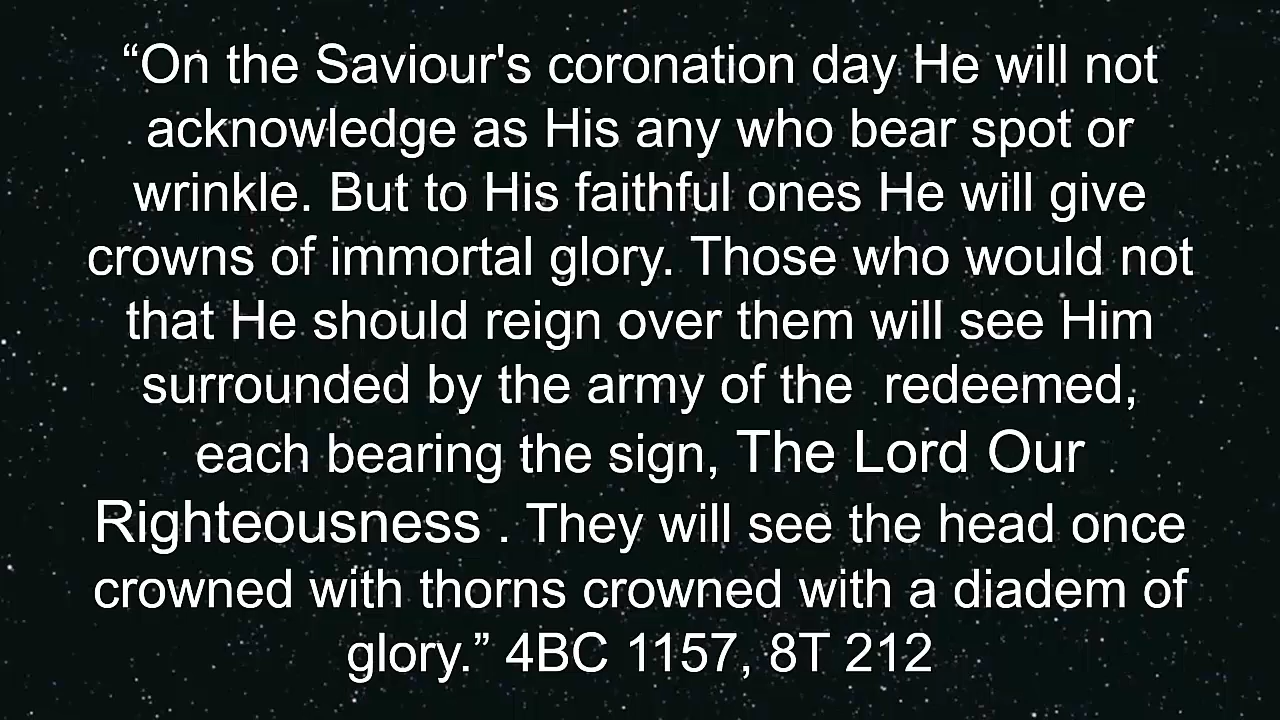 “On the Saviour's coronation day He will not
acknowledge as His any who bear spot or
wrinkle. But to His faithful ones He will give
crowns of immortal glory. Those who would not
that He should reign over them will see Him
surrounded by the army of the  redeemed,
each bearing the sign, The Lord Our
Righteousness . They will see the head once
crowned with thorns crowned with a diadem of
glory.” 4BC 1157, 8T 212